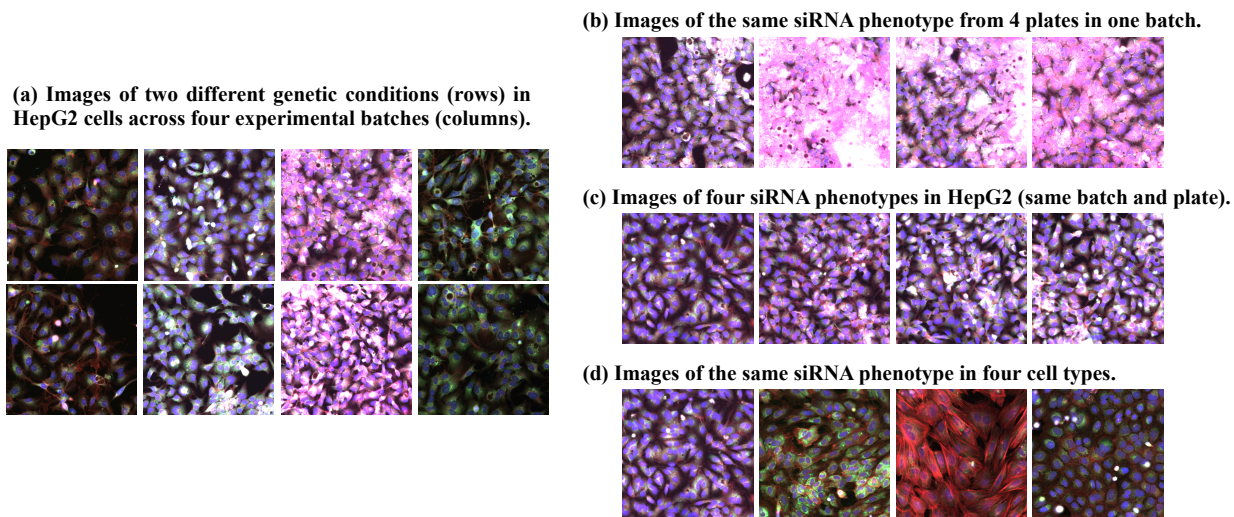 (a) Images of two different genetic conditions (rows) in
HepG2 cells across four experimental batches (columns).
(b) Images of the same siRNA phenotype from 4 plates in one batch.
(c) Images of four siRNA phenotypes in HepG2 (same batch and plate).
(d) Images of the same siRNA phenotype in four cell types.